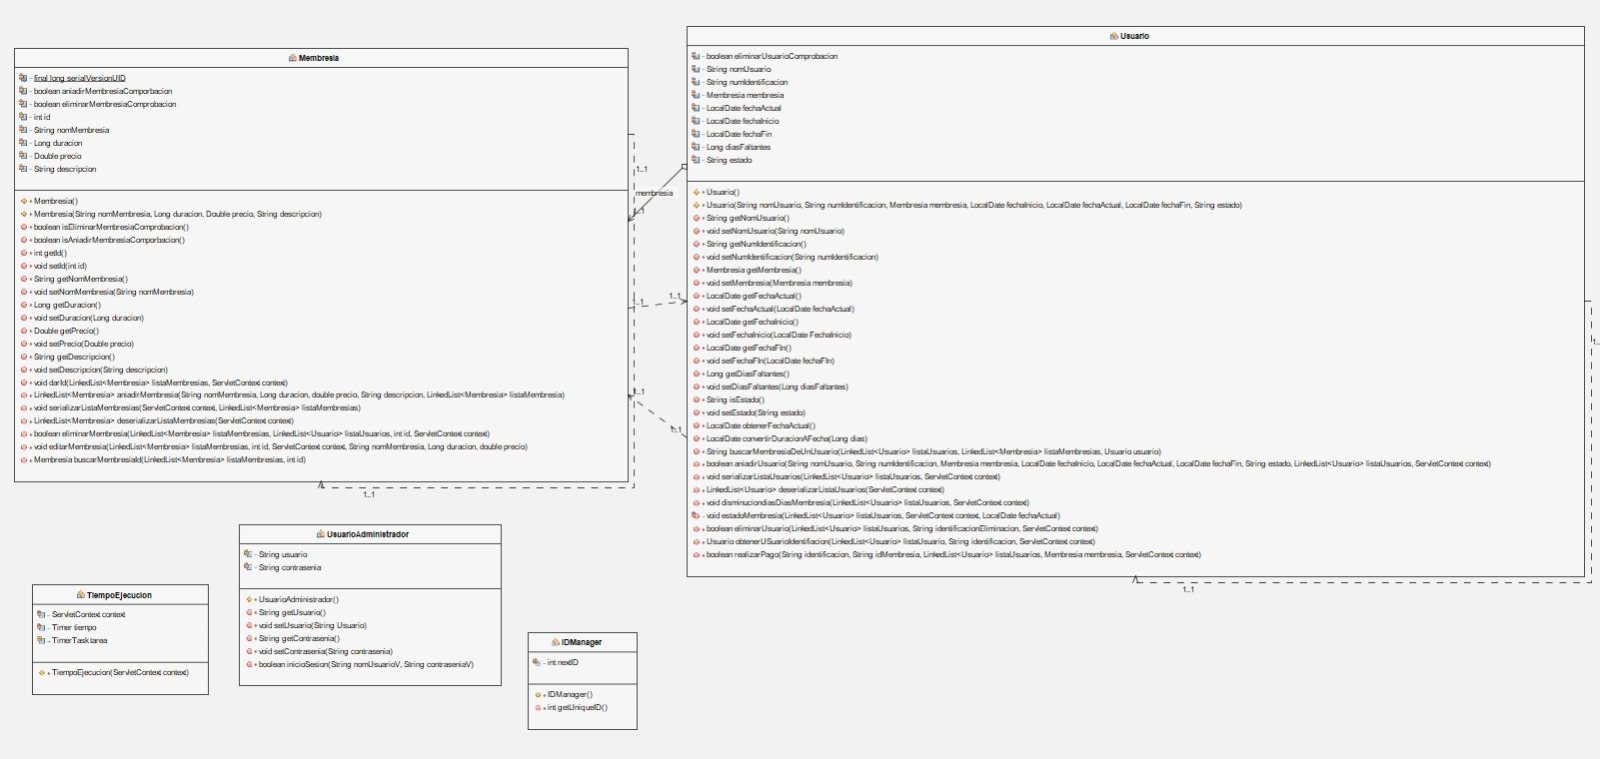 Membresia
- final long serialVersionUID
- boolean aniadirMembresiaComporbacion
- boolean eliminarMembresiaComprobacion
- int id
- String nomMembresia
- Long duracion
- Double precio
- String descripcion
+ Membresia()
+ Membresia(String nomMembresia, Long duracion, Double precio, String descripcion)
+ boolean isEliminarMembresiaComprobacion()
+ boolean isAniadirMembresiaComporbacion()
+ int getId()
+ void setId(int id)
+ String getNomMembresia()
+ void setNomMembresia(String nomMembresia)
+ Long getDuracion()
+ void setDuracion(Long duracion)
+ Double getPrecio()
+ void setPrecio(Double precio)
+ String getDescripcion()
+ void setDescripcion(String descripcion)
+ void darId(LinkedList<Membresia> listaMembresias, ServletContext context)
+ LinkedList<Membresia> aniadirMembresia(String nomMembresia, Long duracion, double precio, String descripcion, LinkedList<Membresia> listaMembresia)
+ void serializarListaMembresias(ServletContext context, LinkedList<Membresia> listaMembresias)
+ LinkedList<Membresia> deserializarListaMembresias(ServletContext context)
+ boolean eliminarMembresia(LinkedList<Membresia> listaMembresias, LinkedList<Usuario> listaUsuarios, int id, ServletContext context)
+ void editarMembresia(LinkedList<Membresia> listaMembresias, int id, ServletContext context, String nomMembresia, Long duracion, double precio)
+ Membresia buscarMembresiaId(LinkedList<Membresia> listaMembresias, int id)
1..1
membresia
1..1
1..1
1..1
1..1
1..1
1..1
Usuario
- boolean eliminarUsuarioComprobacion
- String nomUsuario
- String numIdentificacion
- Membresia membresia
- LocalDate fechaActual
- LocalDate fechaInicio
- LocalDate fechaFin
- Long diasFaltantes
- String estado
+ Usuario()
+ Usuario(String nomUsuario, String numIdentificacion, Membresia membresia, LocalDate fechaInicio, LocalDate fechaActual, LocalDate fechaFin, String estado)
+ String getNomUsuario()
+ void setNomUsuario(String nomUsuario)
+ String getNumIdentificacion()
+ void setNumIdentificacion(String numIdentificacion)
+ Membresia getMembresia()
+ void setMembresia(Membresia membresia)
+ LocalDate getFechaActual()
+ void setFechaActual(LocalDate fechaActual)
+ LocalDate getFechaInicio()
+ void setFechaInicio(LocalDate FechaInicio)
+ LocalDate getFechaFIn()
+ void setFechaFIn(LocalDate fechaFIn)
+ Long getDiasFaltantes()
+ void setDiasFaltantes(Long diasFaltantes)
+ String isEstado()
+ void setEstado(String estado)
+ LocalDate obtenerFechaActual()
+ LocalDate convertirDuracionAFecha(Long dias)
+ String buscarMembresiaDeUnUsuario(LinkedList<Usuario> listaUsuarios, LinkedList<Membresia> listaMembresias, Usuario usuario)
+ boolean aniadirUsuario(String nomUsuario, String numIdentificacion, Membresia membresia, LocalDate fechaInicio, LocalDate fechaActual, LocalDate fechaFin, String estado, LinkedList<Usuario> listaUsuarios, ServletContext context)
+ void serializarListaUsuarios(LinkedList<Usuario> listaUsuarios, ServletContext context)
+ LinkedList<Usuario> deserializarListaUsuarios(ServletContext context)
+ void disminuciondiasDiasMembresia(LinkedList<Usuario> listaUsuarios, ServletContext context)
- void estadoMembresia(LinkedList<Usuario> listaUsuarios, ServletContext context, LocalDate fechaActual)
+ boolean eliminarUsuario(LinkedList<Usuario> listaUsuarios, String identificacionEliminacion, ServletContext context)
+ Usuario obtenerUSuarioIdentifiacion(LinkedList<Usuario> listaUsuario, String identificacion, ServletContext context)
+ boolean realizarPago(String identificacion, String idMembresia, LinkedList<Usuario> listaUsuarios, Membresia membresia, ServletContext context)
1..
1..1
TiempoEjecucion
- ServletContext context
- Timer tiempo
- TimerTask tarea
+ TiempoEjecucion(ServletContext context)
UsuarioAdministrador
- String usuario
- String contrasenia
+ UsuarioAdministrador()
+ String getUsuario()
+ void setUsuario(String Usuario)
+ String getContrasenia()
+ void setContrasenia(String contrasenia)
+ boolean inicioSesion(String nomUsuarioV, String contraseniaV)
IDManager
- int nextID
+ IDManager()
+ int getUniqueID()